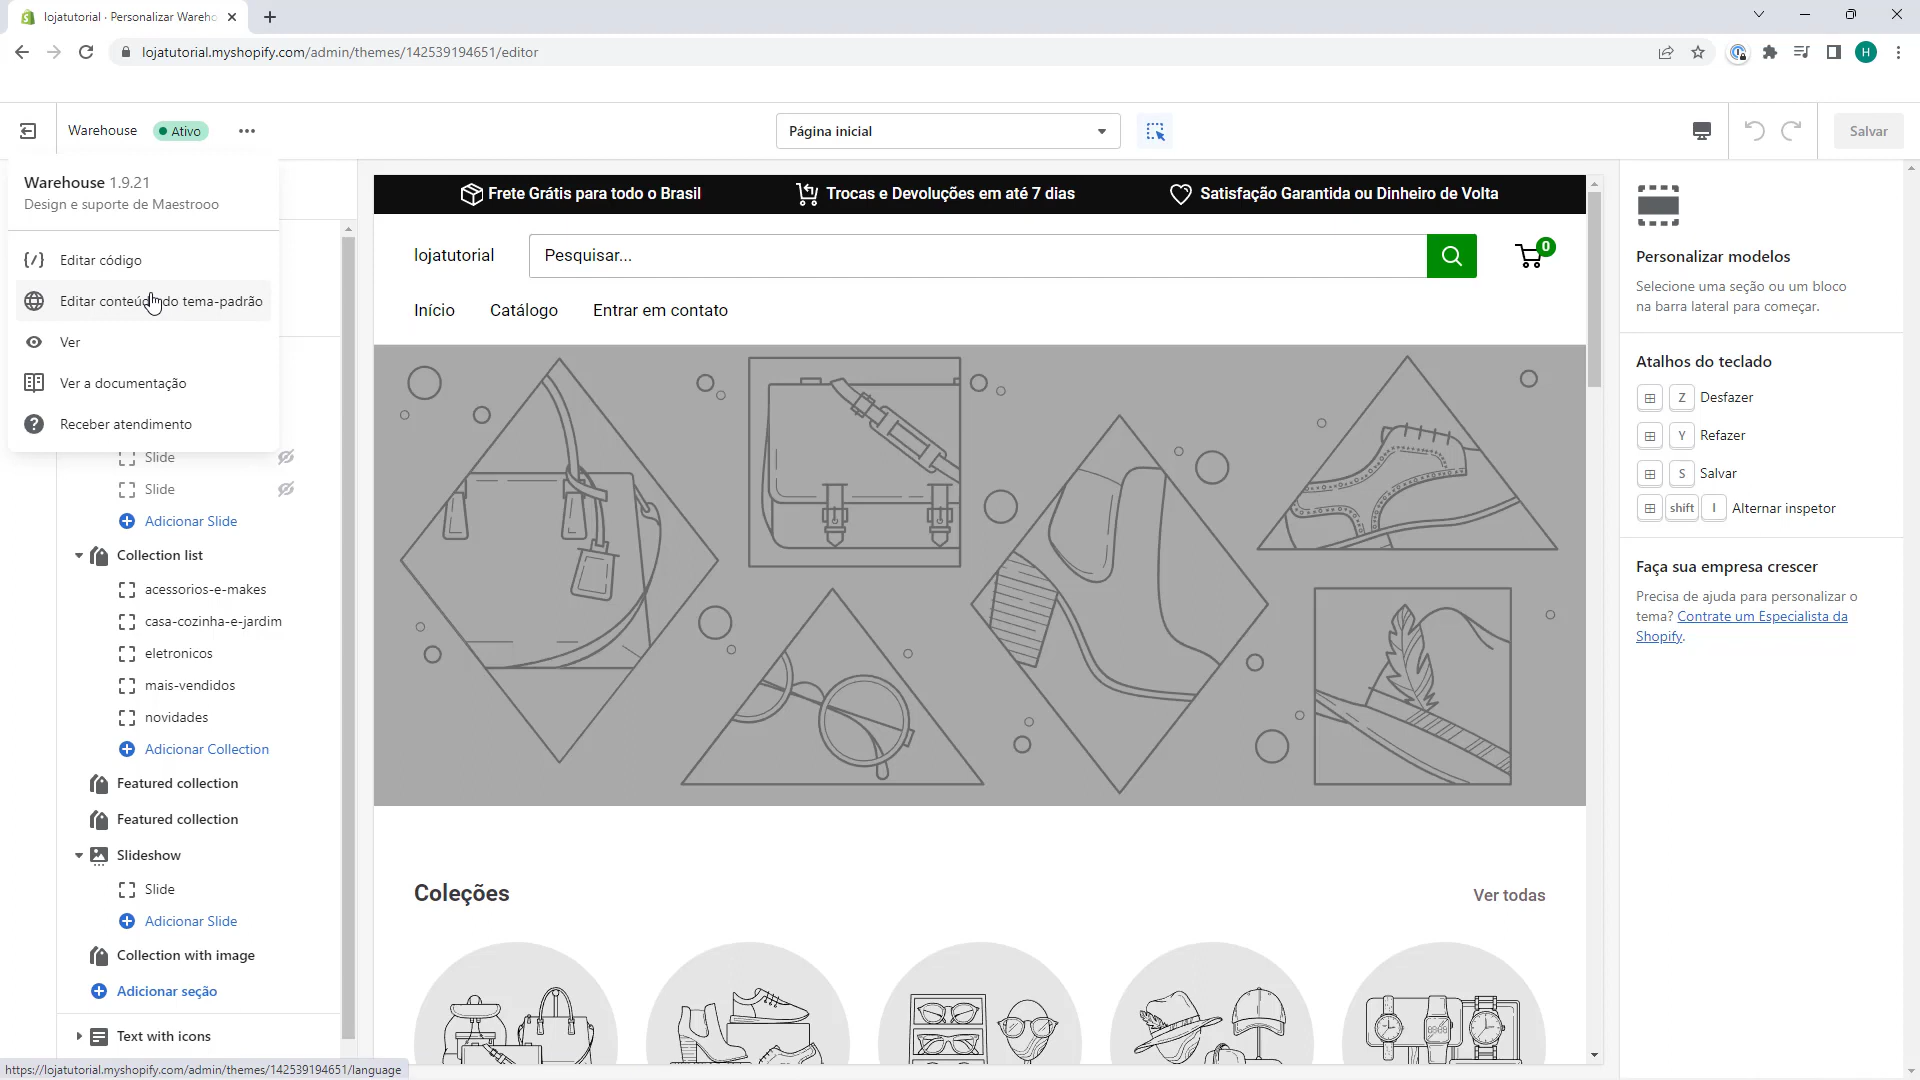 lojatutorial · Personalizar Wareho
lojatutorial.myshopify.com/admin/themes/142539194651/editor
H
Warehouse
Ativo
Página inicial
Salvar
Warehouse 1.9.21
Design e suporte de Maestrooo
Editar código
Editar conteúdo do tema-padrão
Ver
Ver a documentação
Receber atendimento
Slide
Slide
Adicionar Slide
Collection list
acessorios-e-makes
casa-cozinha-e-jardim
eletronicos
mais-vendidos
novidades
Adicionar Collection
Featured collection
Featured collection
Slideshow
Slide
Adicionar Slide
Collection with image
Adicionar seção
Text with icons
https://lojatutorial.myshopify.com/admin/themes/142539194651/language
Frete Grátis para todo o Brasil
Trocas e Devoluções em até 7 dias
Satisfação Garantida ou Dinheiro de Volta
lojatutorial
Pesquisar...
0
Início
Catálogo
Entrar em contato
Coleções
Ver todas
Personalizar modelos
Selecione uma seção ou um bloco
na barra lateral para começar.
Atalhos do teclado
Z Desfazer
Y Refazer
S Salvar
shift I Alternar inspetor
Faça sua empresa crescer
Precisa de ajuda para personalizar o
tema? Contrate um Especialista da
Shopify.